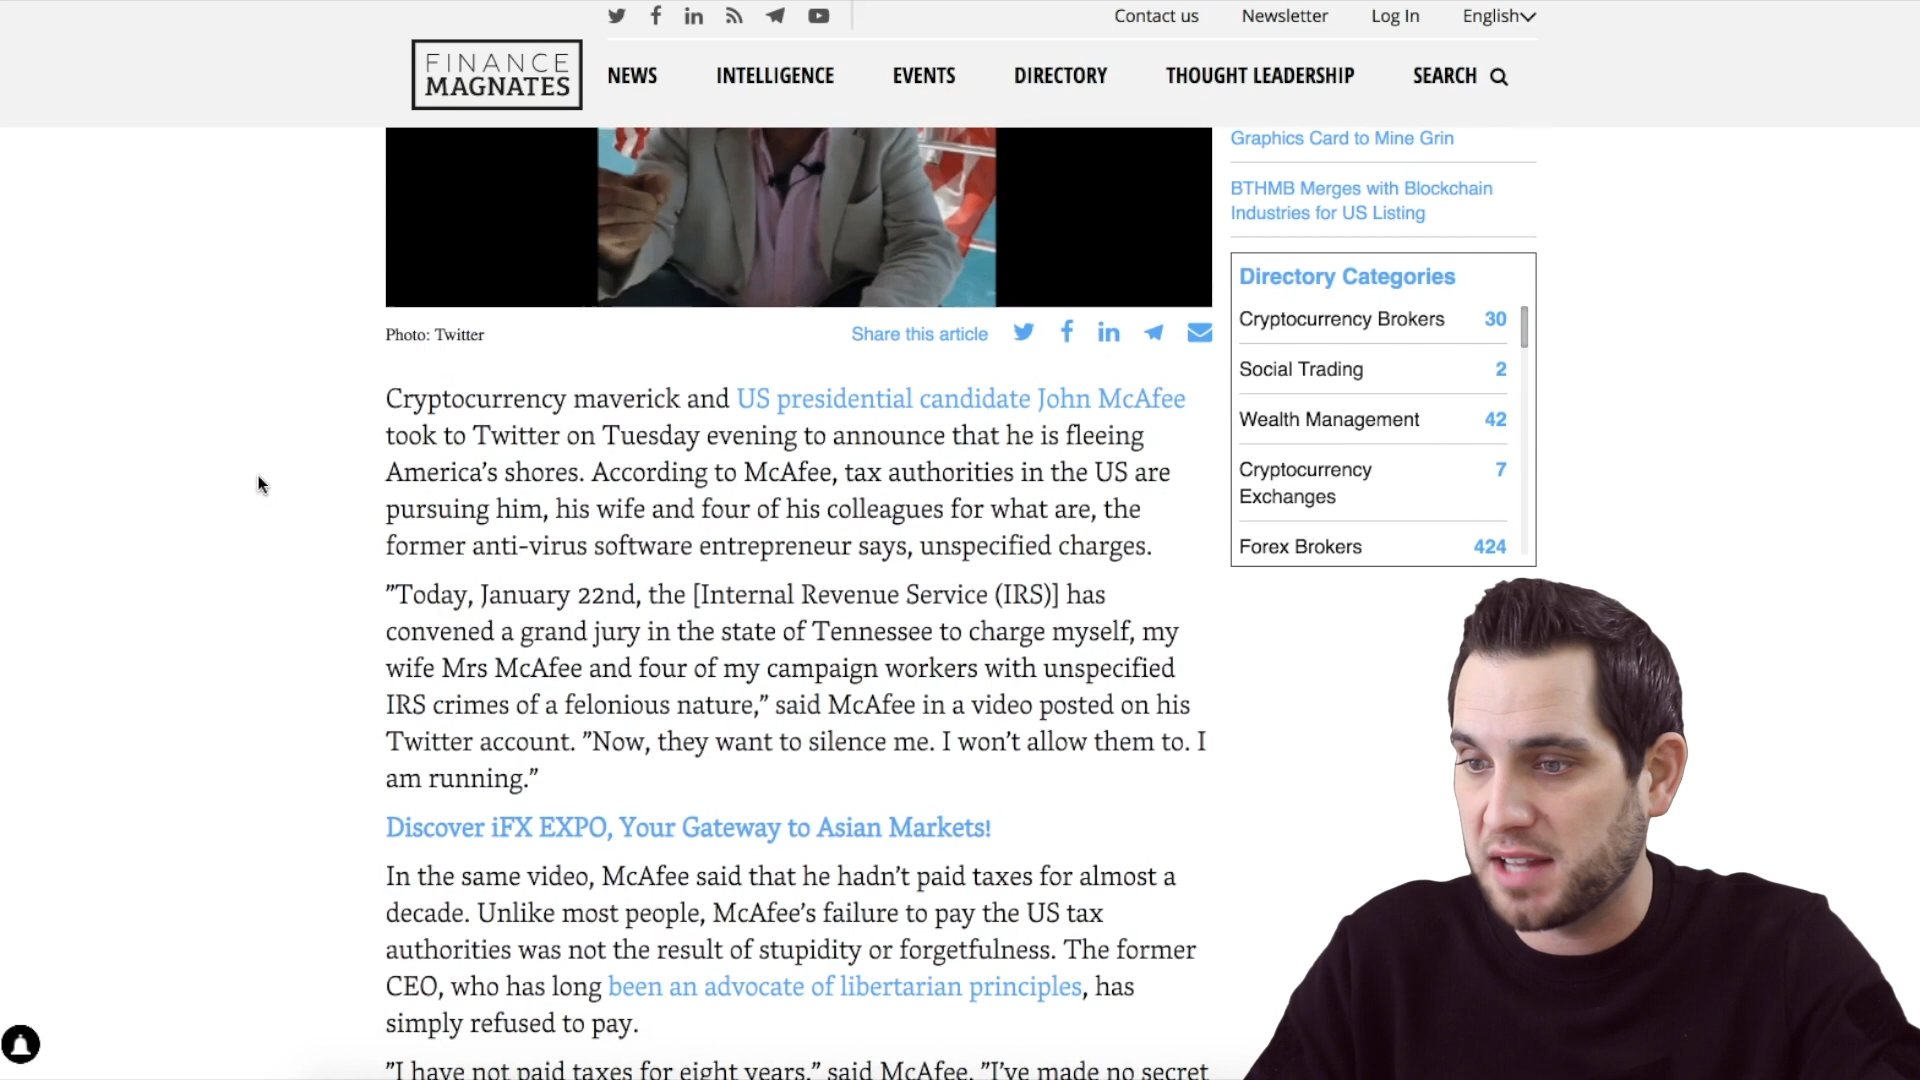 Contact us
Newsletter
Log In
English
FINANCE
MAGNATES
NEWS
INTELLIGENCE
EVENTS
DIRECTORY
THOUGHT LEADERSHIP
SEARCH
Graphics Card to Mine Grin
BTHMB Merges with Blockchain
Industries for US Listing
Directory Categories
Cryptocurrency Brokers 30
Social Trading 2
Wealth Management 42
Cryptocurrency 7
Exchanges
Forex Brokers 424
Photo: Twitter
Share this article
Cryptocurrency maverick and US presidential candidate John McAfee
took to Twitter on Tuesday evening to announce that he is fleeing
America’s shores. According to McAfee, tax authorities in the US are
pursuing him, his wife and four of his colleagues for what are, the
former anti-virus software entrepreneur says, unspecified charges.
”Today, January 22nd, the [Internal Revenue Service (IRS)] has
convened a grand jury in the state of Tennessee to charge myself, my
wife Mrs McAfee and four of my campaign workers with unspecified
IRS crimes of a felonious nature,” said McAfee in a video posted on his
Twitter account. ”Now, they want to silence me. I won’t allow them to. I
am running.”
Discover iFX EXPO, Your Gateway to Asian Markets!
In the same video, McAfee said that he hadn’t paid taxes for almost a
decade. Unlike most people, McAfee’s failure to pay the US tax
authorities was not the result of stupidity or forgetfulness. The former
CEO, who has long been an advocate of libertarian principles, has
simply refused to pay.
”I have not paid taxes for eight years,” said McAfee. ”I’ve made no secret